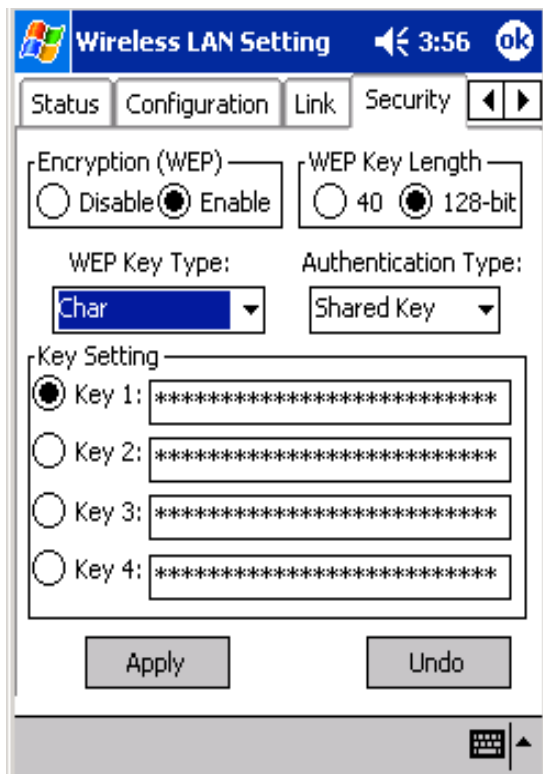 Wireless LAN Setting 3:56 ok
Status Configuration Link Security
Encryption (WEP) WEP Key Length
Disable Enable 40 128-bit
WEP Key Type: Authentication Type:
Char Shared Key
Key Setting
Key 1: **************************
Key 2: **************************
Key 3: **************************
Key 4: **************************
Apply Undo